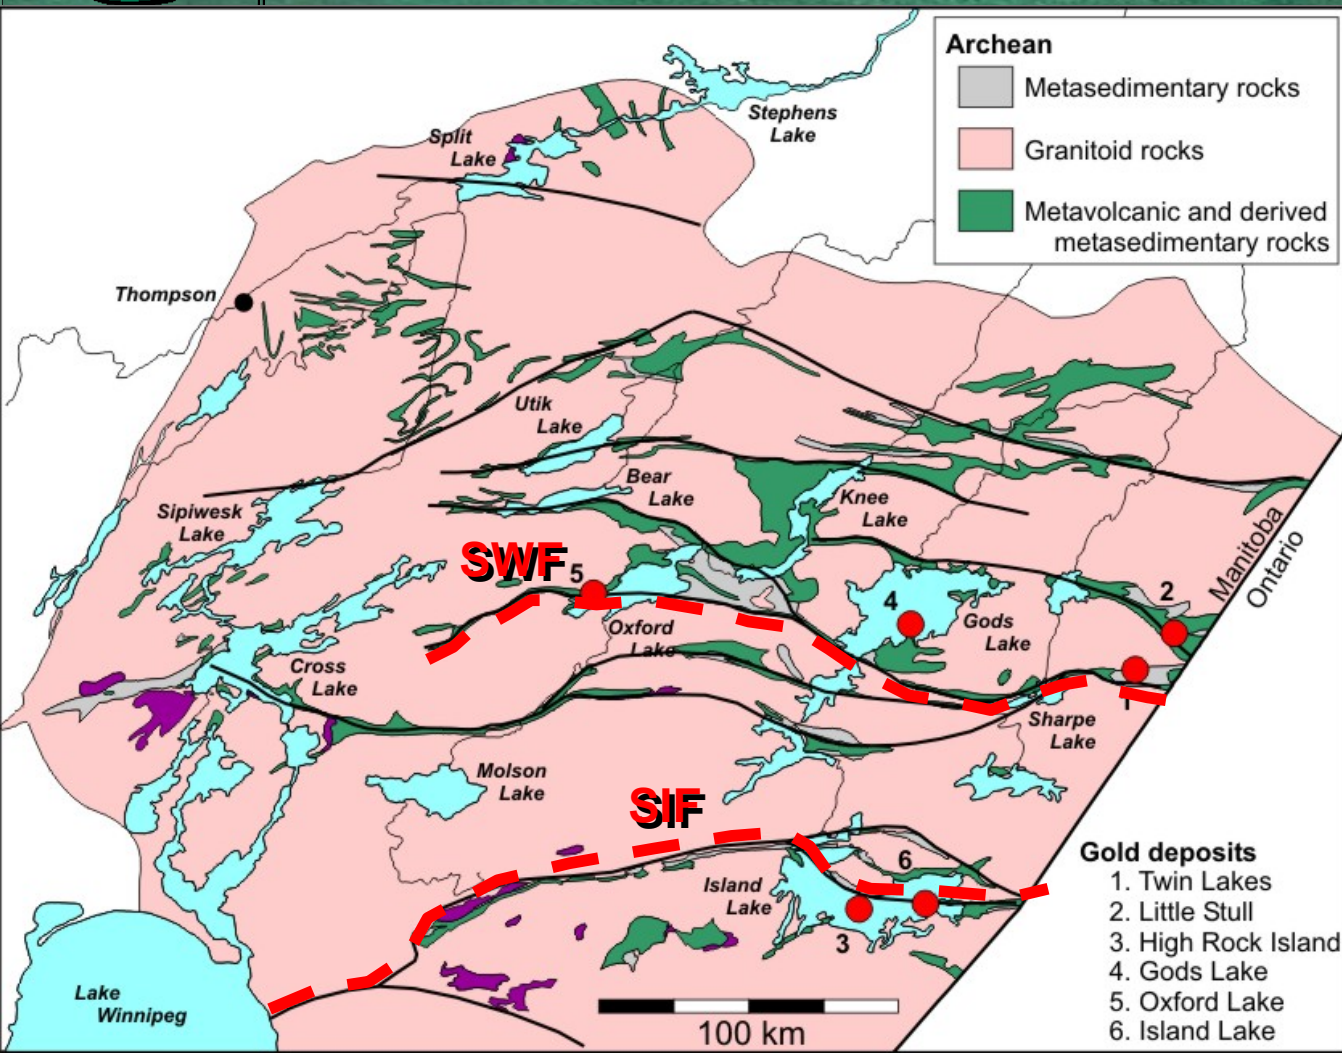 Archean
Metasedimentary rocks
Granitoid rocks
Metavolcanic and derived
metasedimentary rocks
Stephens
Lake
Split
Lake
Thompson
Utik
Lake
Bear
Lake
Knee
Lake
Sipiwesk
Lake
Manitoba
Ontario
SWF
5
4
2
Oxford
Lake
Gods
Lake
Cross
Lake
1
Sharpe
Lake
Molson
Lake
SIF
6
Island
Lake
3
Lake
Winnipeg
100 km
Gold deposits
1. Twin Lakes
2. Little Stull
3. High Rock Island
4. Gods Lake
5. Oxford Lake
6. Island Lake